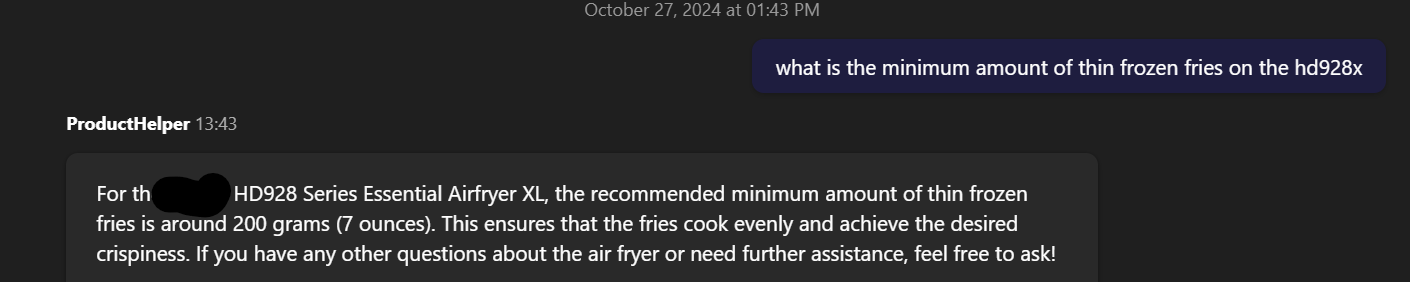 October 27, 2024 at 01:43 PM
what is the minimum amount of thin frozen fries on the hd928x
ProductHelper 13:43
For th HD928 Series Essential Airfryer XL, the recommended minimum amount of thin frozen
fries is around 200 grams (7 ounces). This ensures that the fries cook evenly and achieve the desired
crispiness. If you have any other questions about the air fryer or need further assistance, feel free to ask!